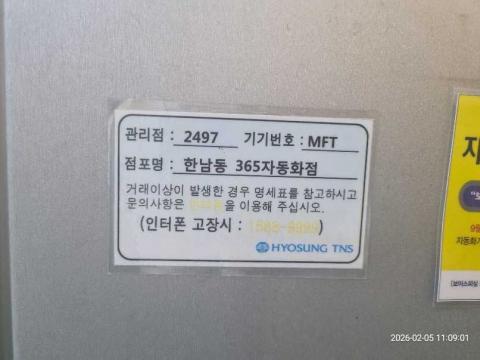 관리점 : 2497 기기번호 : MFT
점포명 : 한남동 365자동화점
거래이상이 발생한 경우 명세표를 참고하시고
문의사항은 을 이용해 주십시오.
(인터폰 고장시 : )
HYOSUNG TNS
2026-02-05 11:09:01